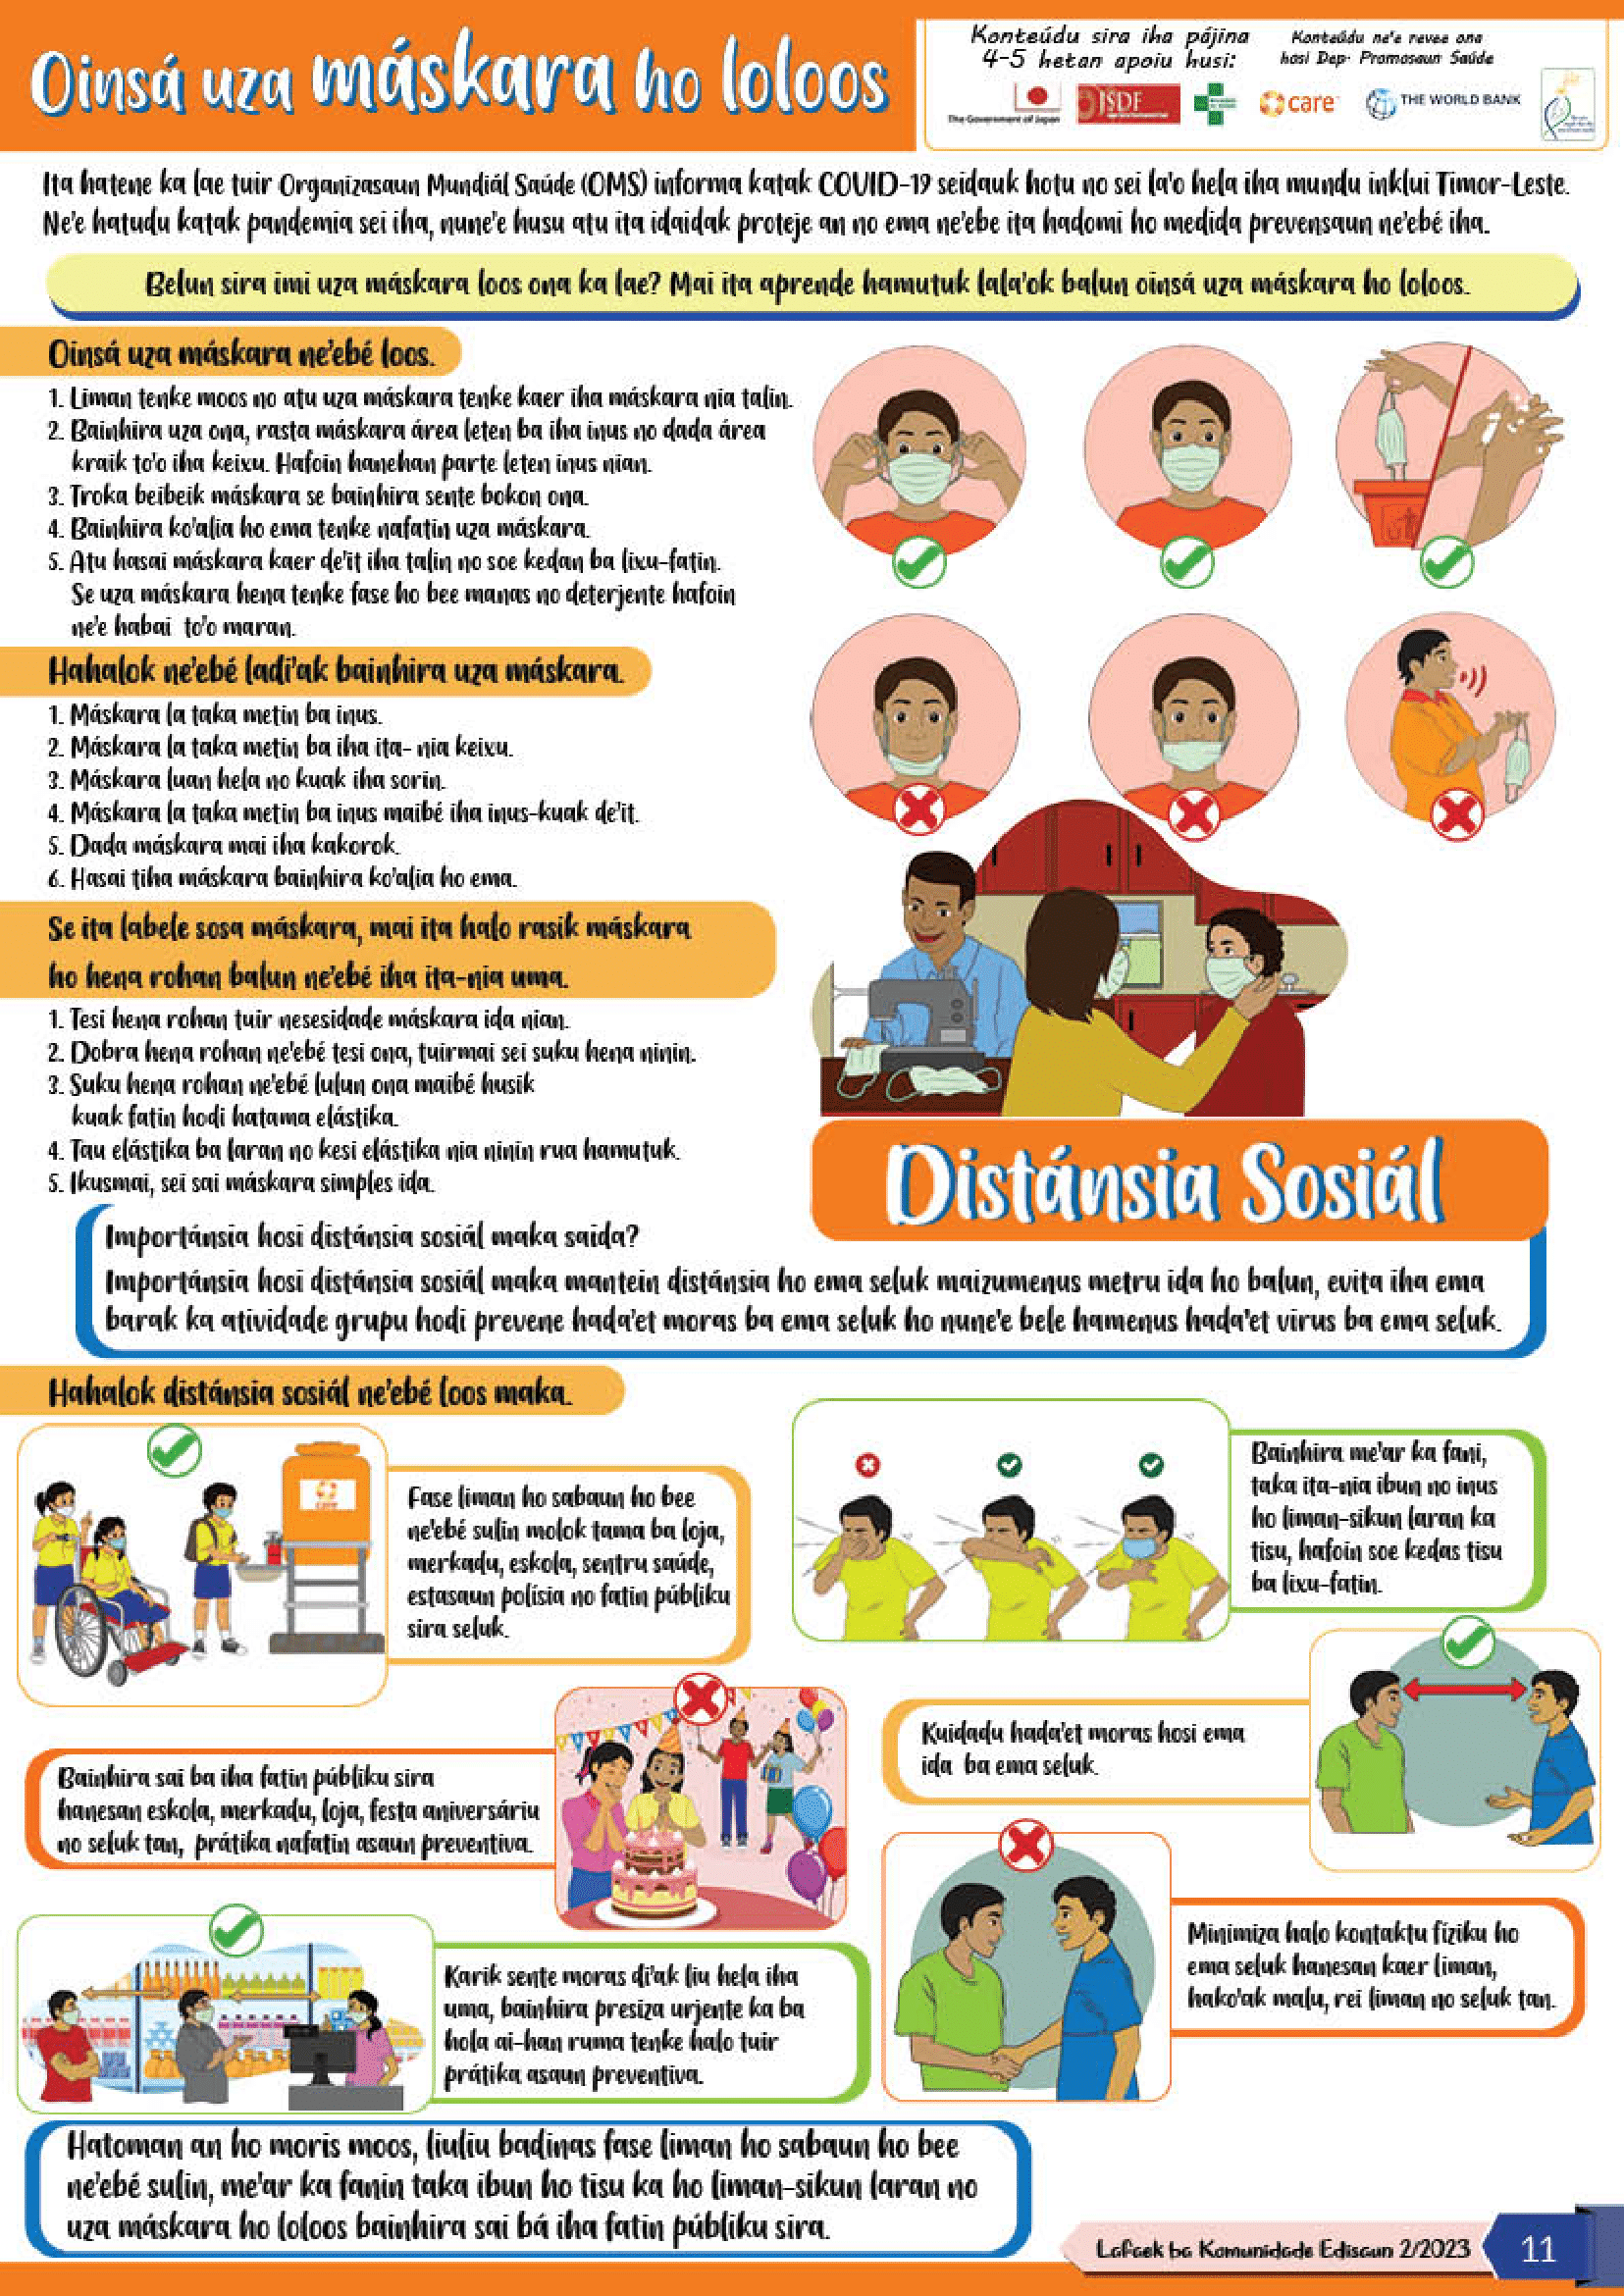 Oinsá uza máskara ho loloos
Konteúdu sira iha pájina
4-5 hetan apoiu husi:
Konteúdu ne'e revee ona
hosi Dep. Promosaun Saúde
The Government of Japan
JSDF
care
THE WORLD BANK
Ita hatene ka lae tuir Organizasaun Mundiál Saúde (OMS) informa katak COVID-19 seidauk hotu no sei la'o hela iha mundu inklui Timor-Leste.
Ne'e hatudu katak pandemia sei iha, nune'e husu atu ita idaidak proteje an no ema ne'ebe ita hadomi ho medida prevensaun ne'ebé iha.
Belun sira imi uza máskara loos ona ka lae? Mai ita aprende hamutuk lala'ok balun oinsá uza máskara ho loloos.
Oinsá uza máskara ne'ebé loos.
1. Liman tenke moos no atu uza máskara tenke kaer iha máskara nia talin.
2. Bainhira uza ona, rasta máskara área leten ba iha inus no dada área
kraik to'o iha keixu. Hafoin hanehan parte leten inus nian.
3. Troka beibeik máskara se bainhira sente bokon ona.
4. Bainhira ko'alia ho ema tenke nafatin uza máskara.
5. Atu hasai máskara kaer de'it iha talin no soe kedan ba lixu-fatin.
Se uza máskara hena tenke fase ho bee manas no deterjente hafoin
ne'e habai to'o maran.
Hahalok ne'ebé ladi'ak bainhira uza máskara.
1. Máskara la taka metin ba inus.
2. Máskara la taka metin ba iha ita- nia keixu.
3. Máskara luan hela no kuak iha sorin.
4. Máskara la taka metin ba inus maibé iha inus-kuak de'it.
5. Dada máskara mai iha kakorok.
6. Hasai tiha máskara bainhira ko'alia ho ema.
Se ita labele sosa máskara, mai ita halo rasik máskara
ho hena rohan balun ne'ebé iha ita-nia uma.
1. Tesi hena rohan tuir nesesidade máskara ida nian.
2. Dobra hena rohan ne'ebé tesi ona, tuirmai sei suku hena ninin.
3. Suku hena rohan ne'ebé lulun ona maibé husik
kuak fatin hodi hatama elástika.
4. Tau elástika ba laran no kesi elástika nia ninin rua hamutuk.
5. Ikusmai, sei sai máskara simples ida.
Distánsia Sosiál
Importánsia hosi distánsia sosiál maka saida?
Importánsia hosi distánsia sosiál maka mantein distánsia ho ema seluk maizumenus metru ida ho balun, evita iha ema
barak ka atividade grupu hodi prevene hada'et moras ba ema seluk ho nune'e bele hamenus hada'et virus ba ema seluk.
Hahalok distánsia sosiál ne'ebé loos maka.
care
Fase liman ho sabaun ho bee
ne'ebé sulin molok tama ba loja,
merkadu, eskola, sentru saúde,
estasaun polísia no fatin públiku
sira seluk.
Bainhira me'ar ka fani,
taka ita-nia ibun no inus
ho liman-sikun laran ka
tisu, hafoin soe kedas tisu
ba lixu-fatin.
Bainhira sai ba iha fatin públiku sira
hanesan eskola, merkadu, loja, festa aniversáriu
no seluk tan, prátika nafatin asaun preventiva.
Kuidadu hada'et moras hosi ema
ida ba ema seluk.
Minimiza halo kontaktu fíziku ho
ema seluk hanesan kaer liman,
hako'ak malu, rei liman no seluk tan.
Karik sente moras di'ak liu hela iha
uma, bainhira presiza urjente ka ba
hola ai-han ruma tenke halo tuir
prátika asaun preventiva.
Hatoman an ho moris moos, liuliu badinas fase liman ho sabaun ho bee
ne'ebé sulin, me'ar ka fanin taka ibun ho tisu ka ho liman-sikun laran no
uza máskara ho loloos bainhira sai bá iha fatin públiku sira.
Lafaek ba Komunidade Edisaun 2/2023
11